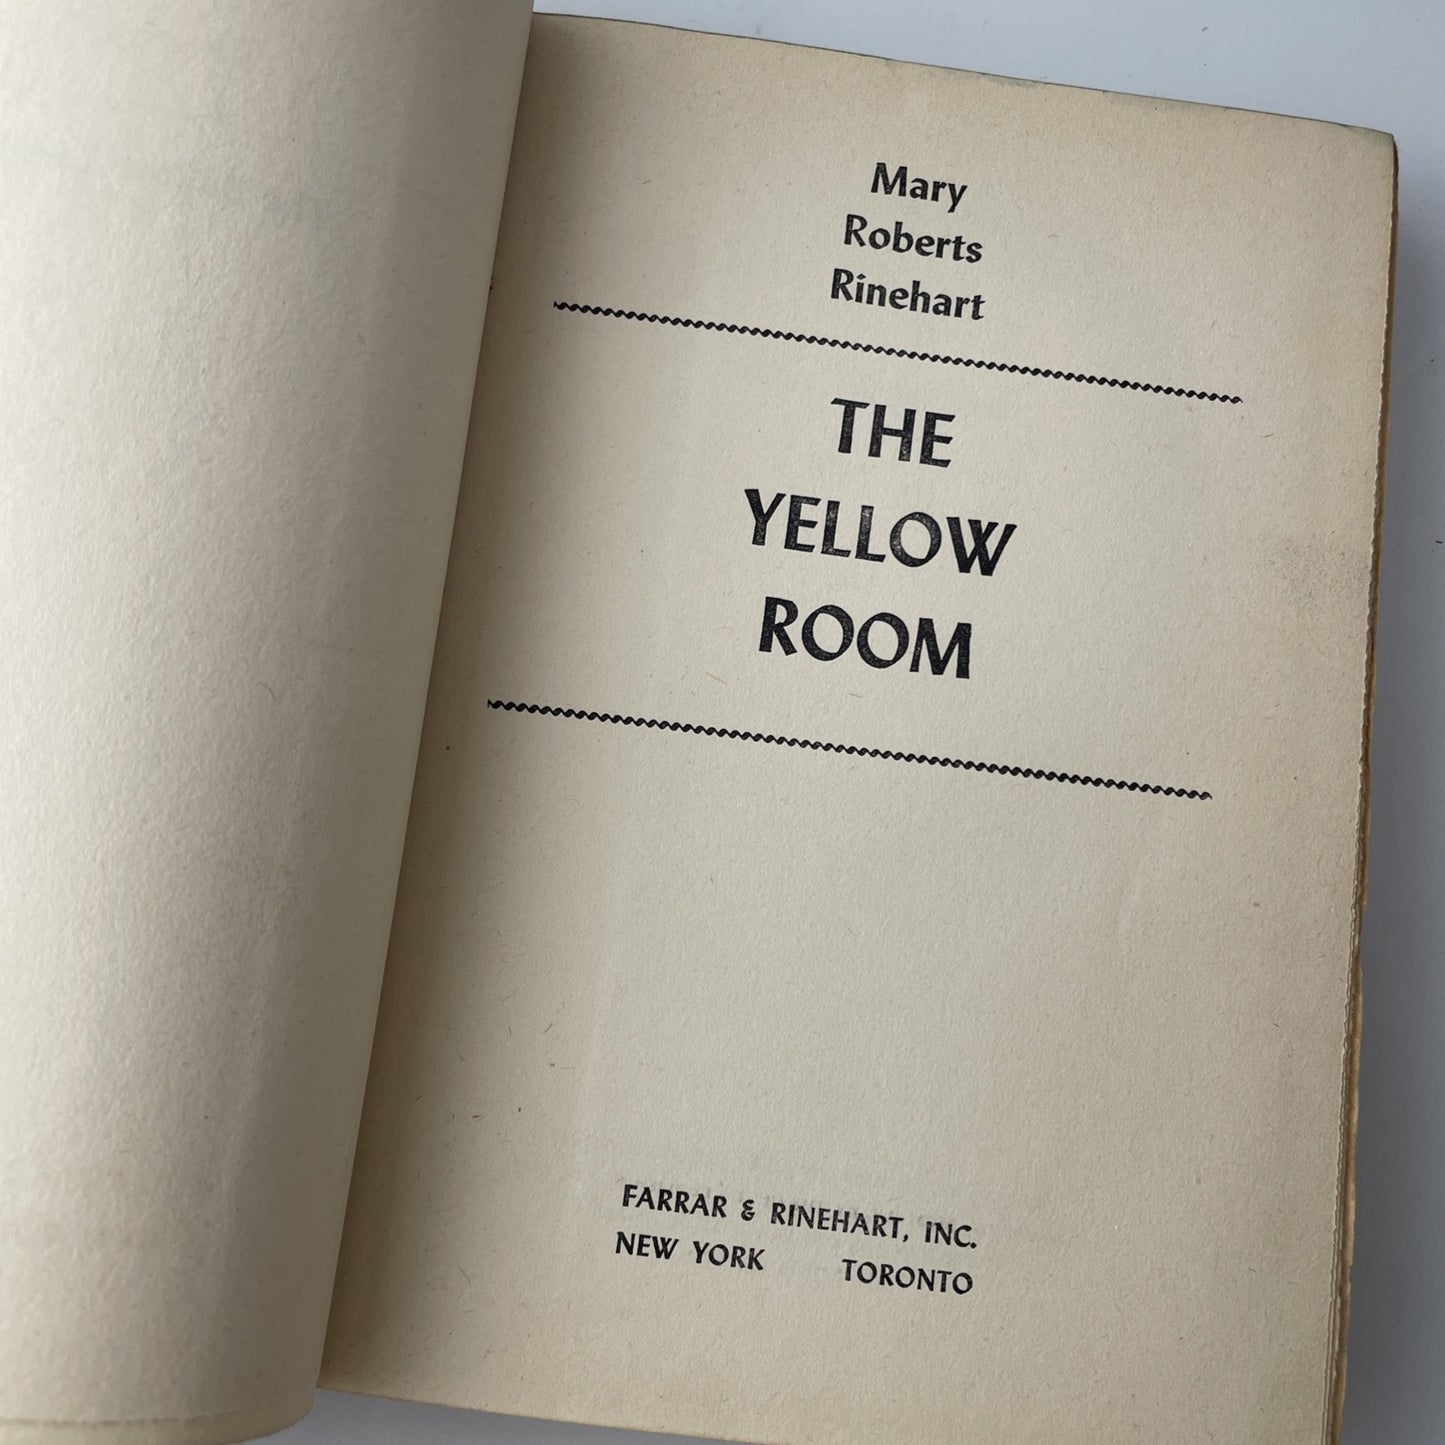 Mary
Roberts
Rinehart
THE
YELLOW
ROOM
FARRAR & RINEHART, INC.
NEW YORK TORONTO